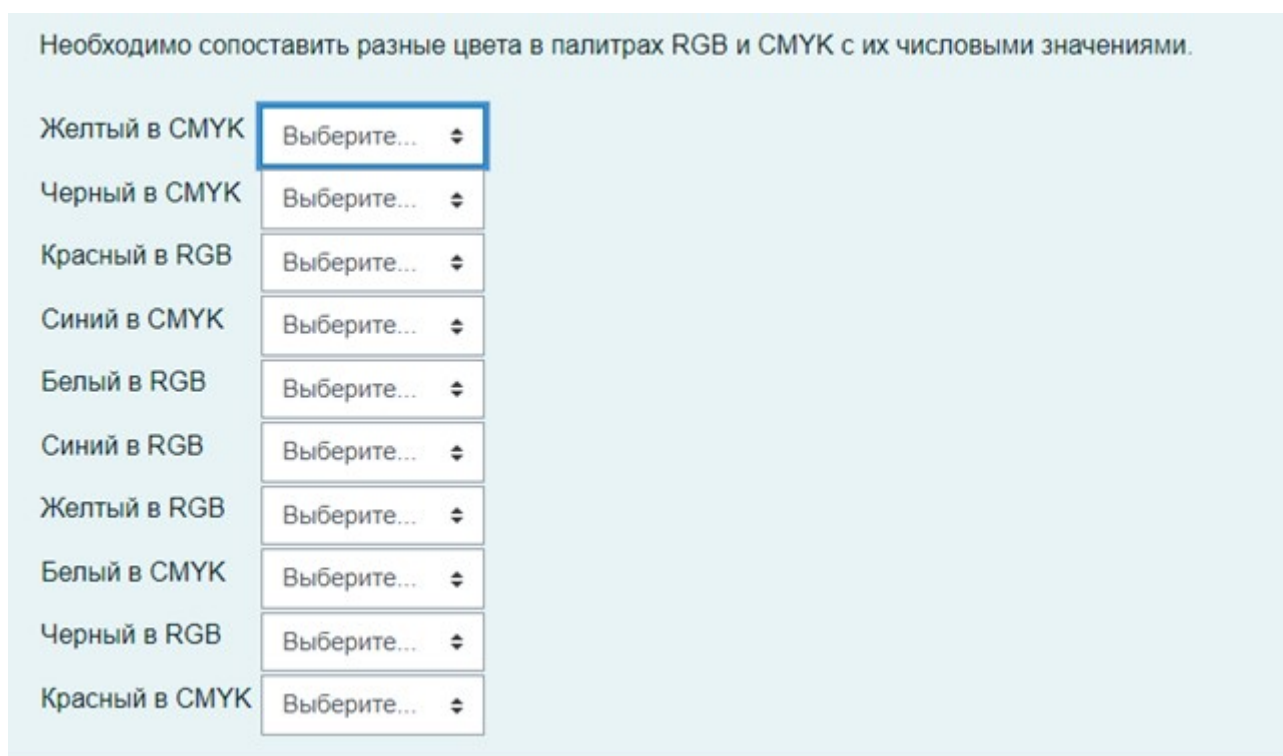 Необходимо сопоставить разные цвета в палитрах RGB и CMYK с их числовыми значениями.
Желтый в CMYK Выберите...
Черный в CMYK Выберите...
Красный в RGB Выберите...
Синий в CMYK Выберите...
Белый в RGB Выберите...
Синий в RGB Выберите...
Желтый в RGB Выберите...
Белый в CMYK Выберите...
Черный в RGB Выберите...
Красный в CMYK Выберите...